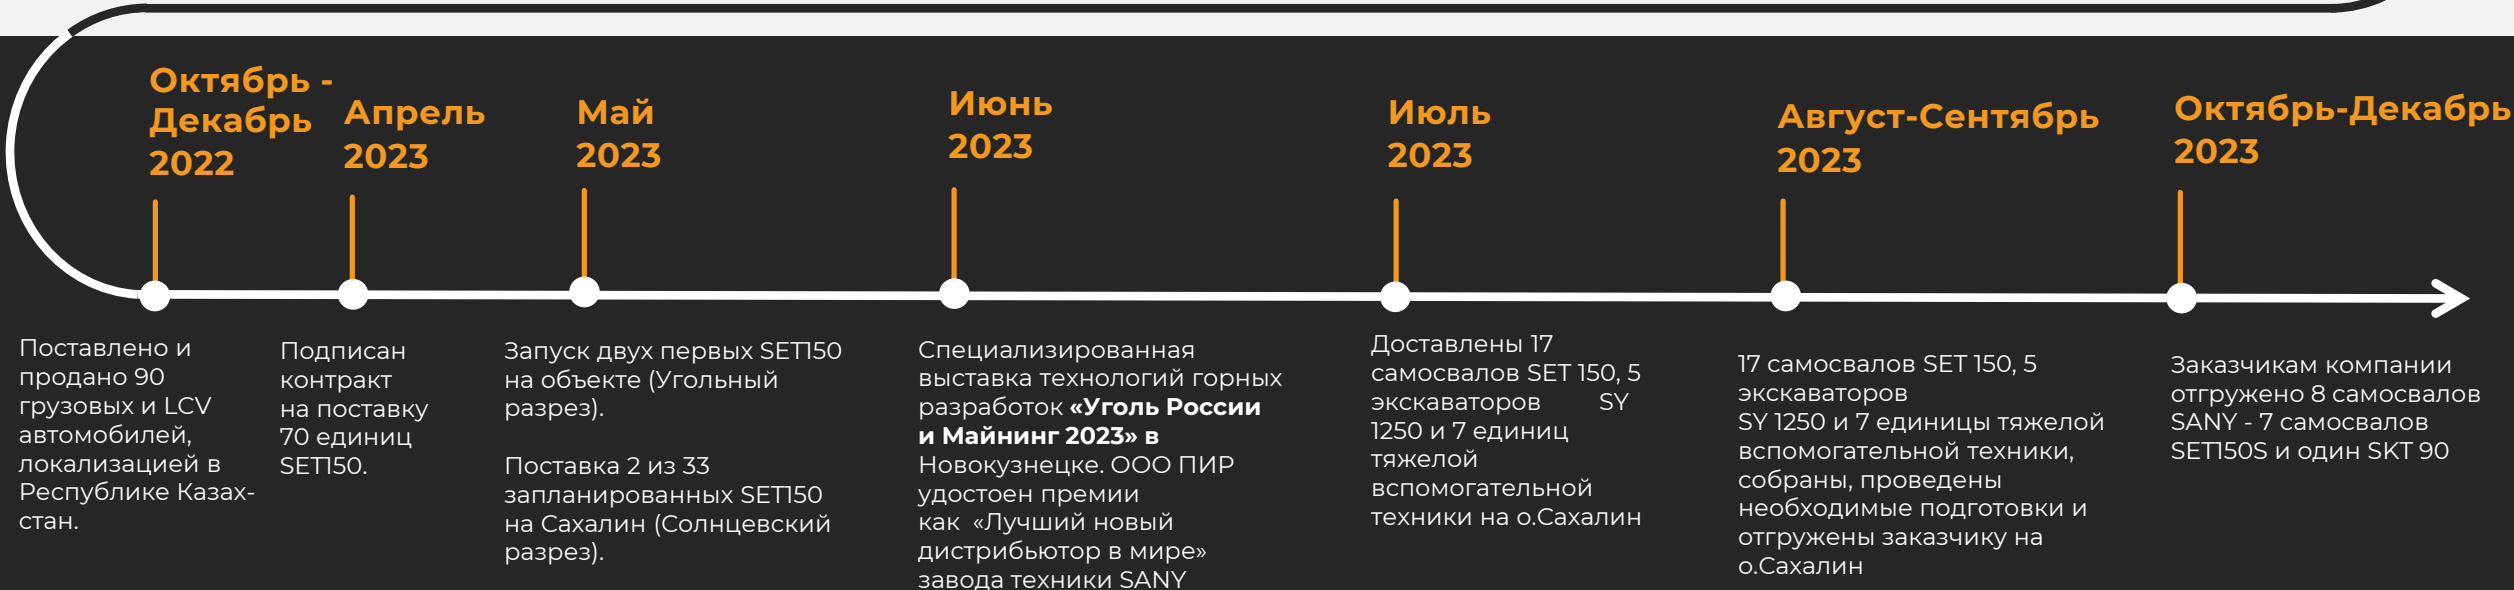 Октябрь -
Декабрь
2022
Поставлено и
продано 90
грузовых и LCV
автомобилей,
локализацией в
Республике Казах-
стан.
Апрель
2023
Подписан
контракт
на поставку
70 единиц
SET150.
Май
2023
Запуск двух первых SET150
на объекте (Угольный
разрез).
Поставка 2 из 33
запланированных SET150
на Сахалин (Солнцевский
разрез).
Июнь
2023
Специализированная
выставка технологий горных
разработок «Уголь России
и Майнинг 2023» в
Новокузнецке. ООО ПИР
удостоен премии
как «Лучший новый
дистрибьютор в мире»
завода техники SANY
Июль
2023
Доставлены 17
самосвалов SET 150, 5
экскаваторов SY
1250 и 7 единиц
тяжелой
вспомогательной
техники на о.Сахалин
Август-Сентябрь
2023
17 самосвалов SET 150, 5
экскаваторов
SY 1250 и 7 единицы тяжелой
вспомогательной техники,
собраны, проведены
необходимые подготовки и
отгружены заказчику на
о.Сахалин
Октябрь-Декабрь
2023
Заказчикам компании
отгружено 8 самосвалов
SANY - 7 самосвалов
SET150S и один SKT 90